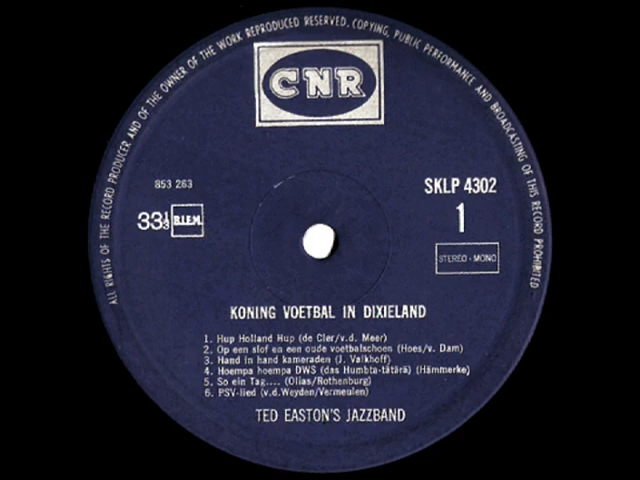 ALL RIGHTS OF THE RECORD PRODUCER AND OF THE OWNER OF THE WORK REPRODUCED RESERVED. COPYING, PUBLIC PERFORMANCE AND BROADCASTING OF THIS RECORD PROHIBITED
CNR
853 263
SKLP 4302
33⅓ B.I.E.M.
1
STEREO - MONO
KONING VOETBAL IN DIXIELAND
1. Hup Holland Hup (de Cler/v.d. Meer)
2. Op een slof en een oude voetbalschoen (Hoes/v. Dam)
3. Hand in hand kameraden (J. Valkhoff)
4. Hoempa hoempa DWS (das Humbta-tätärä) (Hämmerke)
5. So ein Tag.... (Olias/Rothenburg)
6. PSV-lied (v.d.Weyden/Vermeulen)
TED EASTON'S JAZZBAND